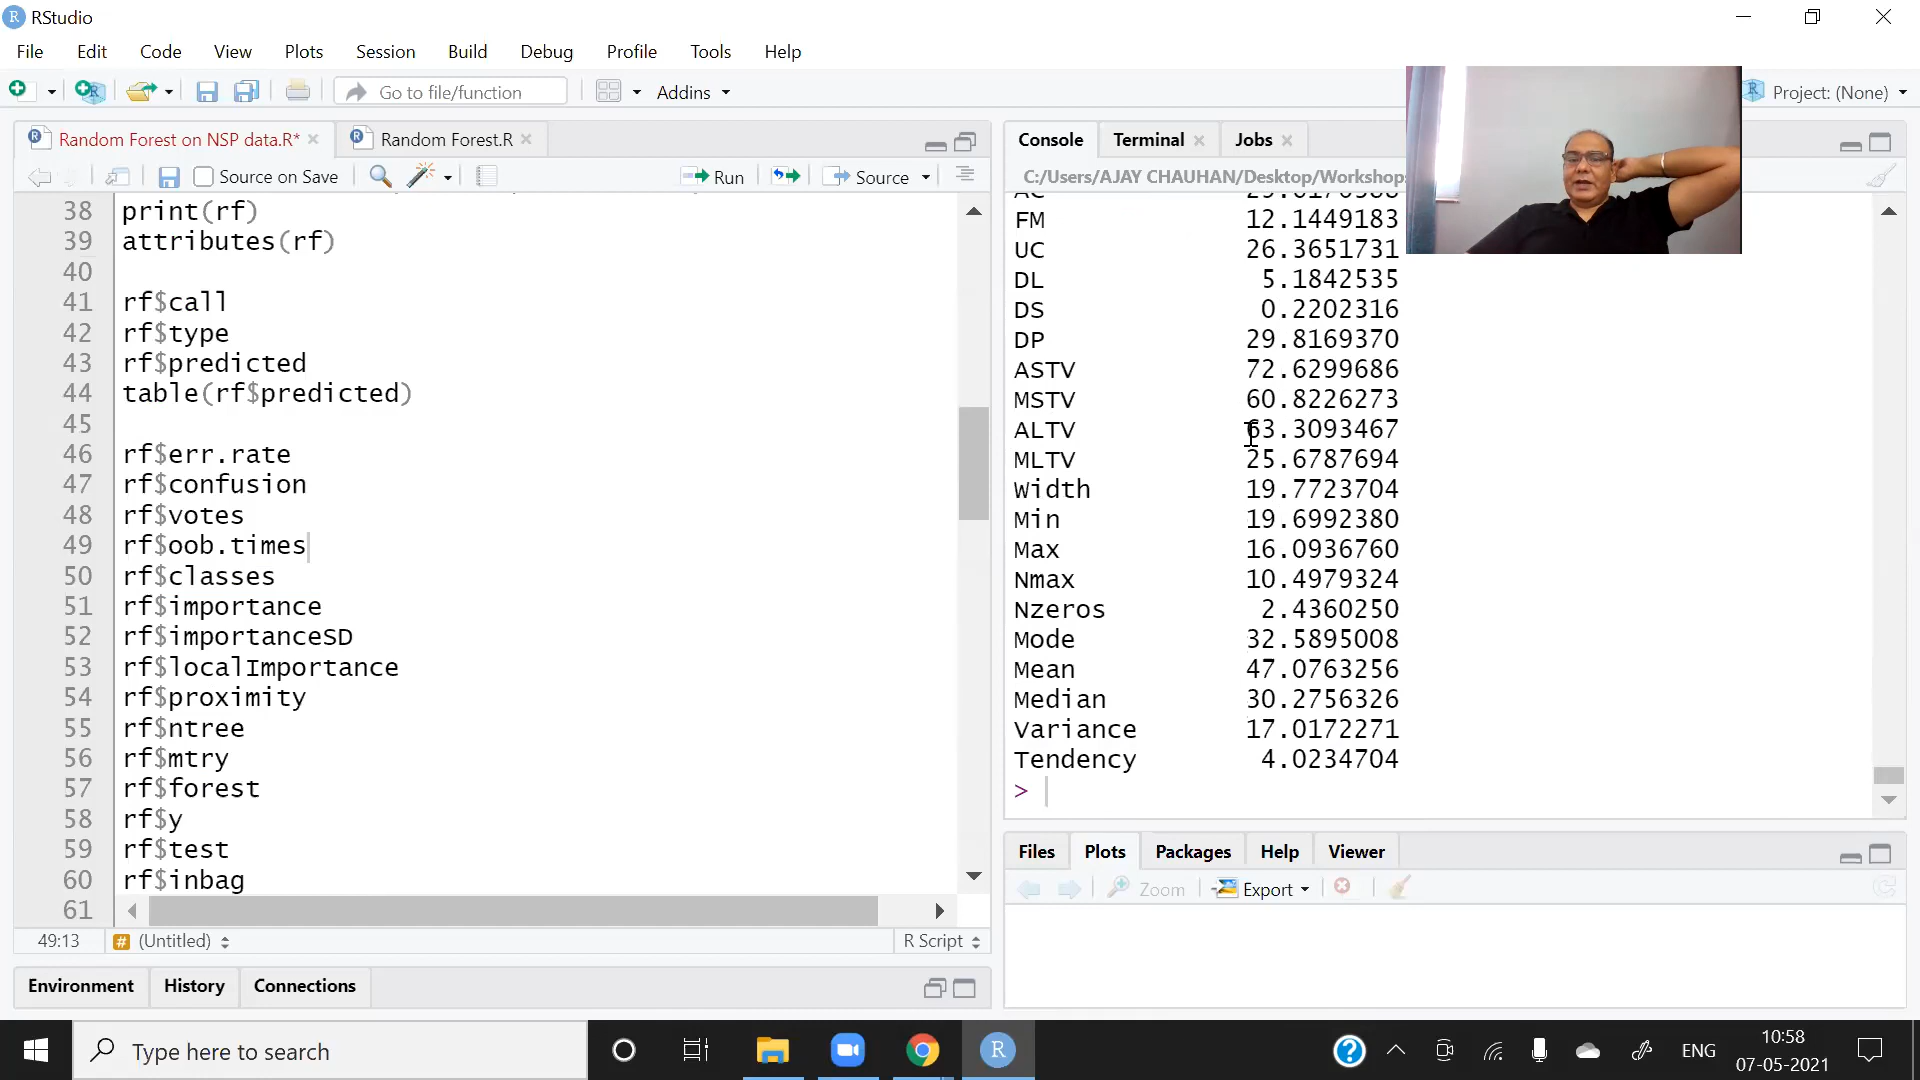 RStudio
File Edit Code View Plots Session Build Debug Profile Tools Help
Go to file/function Addins Project: (None)
Random Forest on NSP data.R* Random Forest.R
Source on Save Run Source
38 print(rf)
39 attributes(rf)
40
41 rf$call
42 rf$type
43 rf$predicted
44 table(rf$predicted)
45
46 rf$err.rate
47 rf$confusion
48 rf$votes
49 rf$oob.times
50 rf$classes
51 rf$importance
52 rf$importanceSD
53 rf$localImportance
54 rf$proximity
55 rf$ntree
56 rf$mtry
57 rf$forest
58 rf$y
59 rf$test
60 rf$inbag
61
49:13 # (Untitled) R Script
Environment History Connections
Console Terminal Jobs
C:/Users/AJAY CHAUHAN/Desktop/Workshop
FM 12.1449183
UC 26.3651731
DL 5.1842535
DS 0.2202316
DP 29.8169370
ASTV 72.6299686
MSTV 60.8226273
ALTV 63.3093467
MLTV 25.6787694
Width 19.7723704
Min 19.6992380
Max 16.0936760
Nmax 10.4979324
Nzeros 2.4360250
Mode 32.5895008
Mean 47.0763256
Median 30.2756326
Variance 17.0172271
Tendency 4.0234704
>
Files Plots Packages Help Viewer
Zoom Export
Type here to search
R
ENG
10:58
07-05-2021